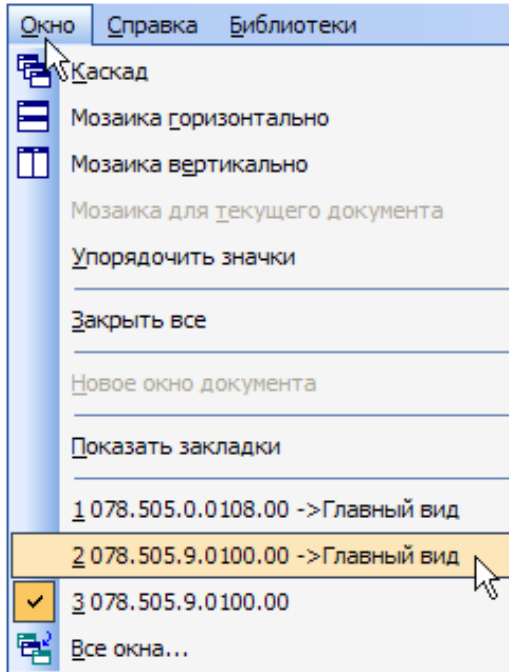 Окно Справка Библиотеки
Каскад
Мозаика горизонтально
Мозаика вертикально
Мозаика для текущего документа
Упорядочить значки
Закрыть все
Новое окно документа
Показать закладки
1 078.505.0.0108.00 ->Главный вид
2 078.505.9.0100.00 ->Главный вид
3 078.505.9.0100.00
Все окна...